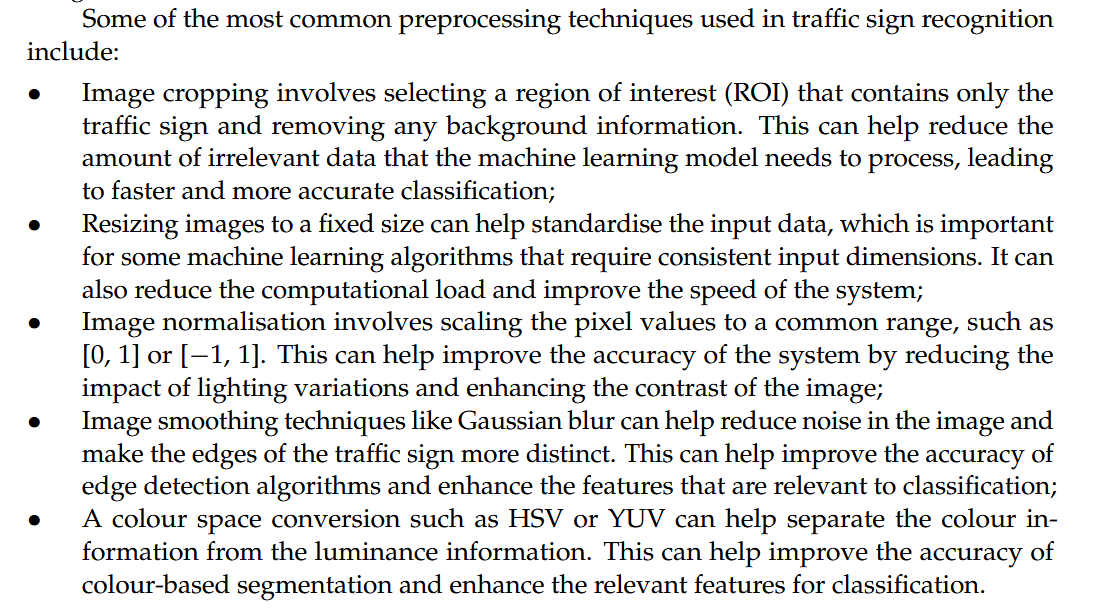 Some of the most common preprocessing techniques used in traffic sign recognition
include:
• Image cropping involves selecting a region of interest (ROI) that contains only the
traffic sign and removing any background information. This can help reduce the
amount of irrelevant data that the machine learning model needs to process, leading
to faster and more accurate classification;
• Resizing images to a fixed size can help standardise the input data, which is important
for some machine learning algorithms that require consistent input dimensions. It can
also reduce the computational load and improve the speed of the system;
• Image normalisation involves scaling the pixel values to a common range, such as
[0, 1] or [−1, 1]. This can help improve the accuracy of the system by reducing the
impact of lighting variations and enhancing the contrast of the image;
• Image smoothing techniques like Gaussian blur can help reduce noise in the image and
make the edges of the traffic sign more distinct. This can help improve the accuracy of
edge detection algorithms and enhance the features that are relevant to classification;
• A colour space conversion such as HSV or YUV can help separate the colour in-
formation from the luminance information. This can help improve the accuracy of
colour-based segmentation and enhance the relevant features for classification.